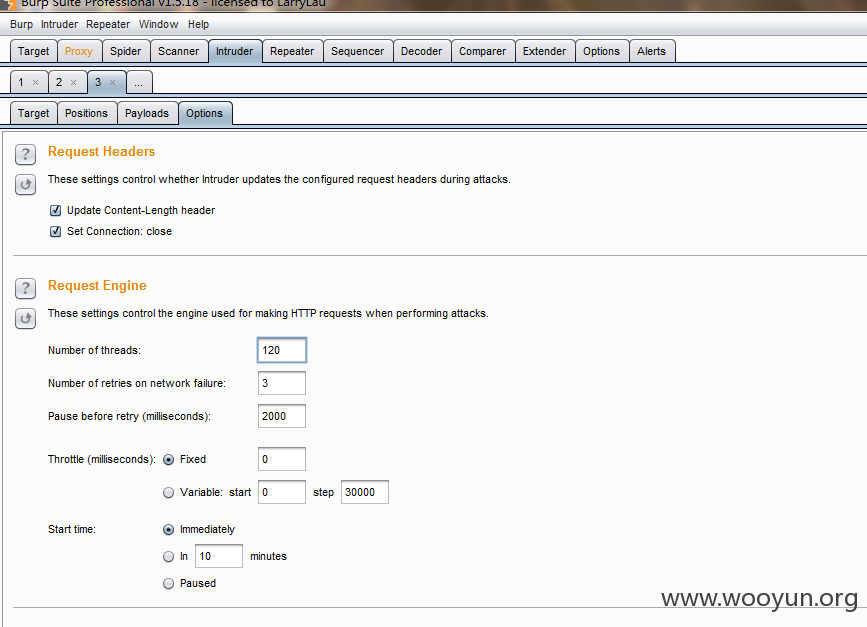 Burp Suite Professional v1.5.18 - licensed to LarryLau
Burp Intruder Repeater Window Help
Target Proxy Spider Scanner Intruder Repeater Sequencer Decoder Comparer Extender Options Alerts
1 × 2 × 3 × ...
Target Positions Payloads Options
? Request Headers
These settings control whether Intruder updates the configured request headers during attacks.
Update Content-Length header
Set Connection: close
? Request Engine
These settings control the engine used for making HTTP requests when performing attacks.
Number of threads: 120
Number of retries on network failure: 3
Pause before retry (milliseconds): 2000
Throttle (milliseconds): Fixed 0
Variable: start 0 step 30000
Start time: Immediately
In 10 minutes
Paused
www.wooyun.org